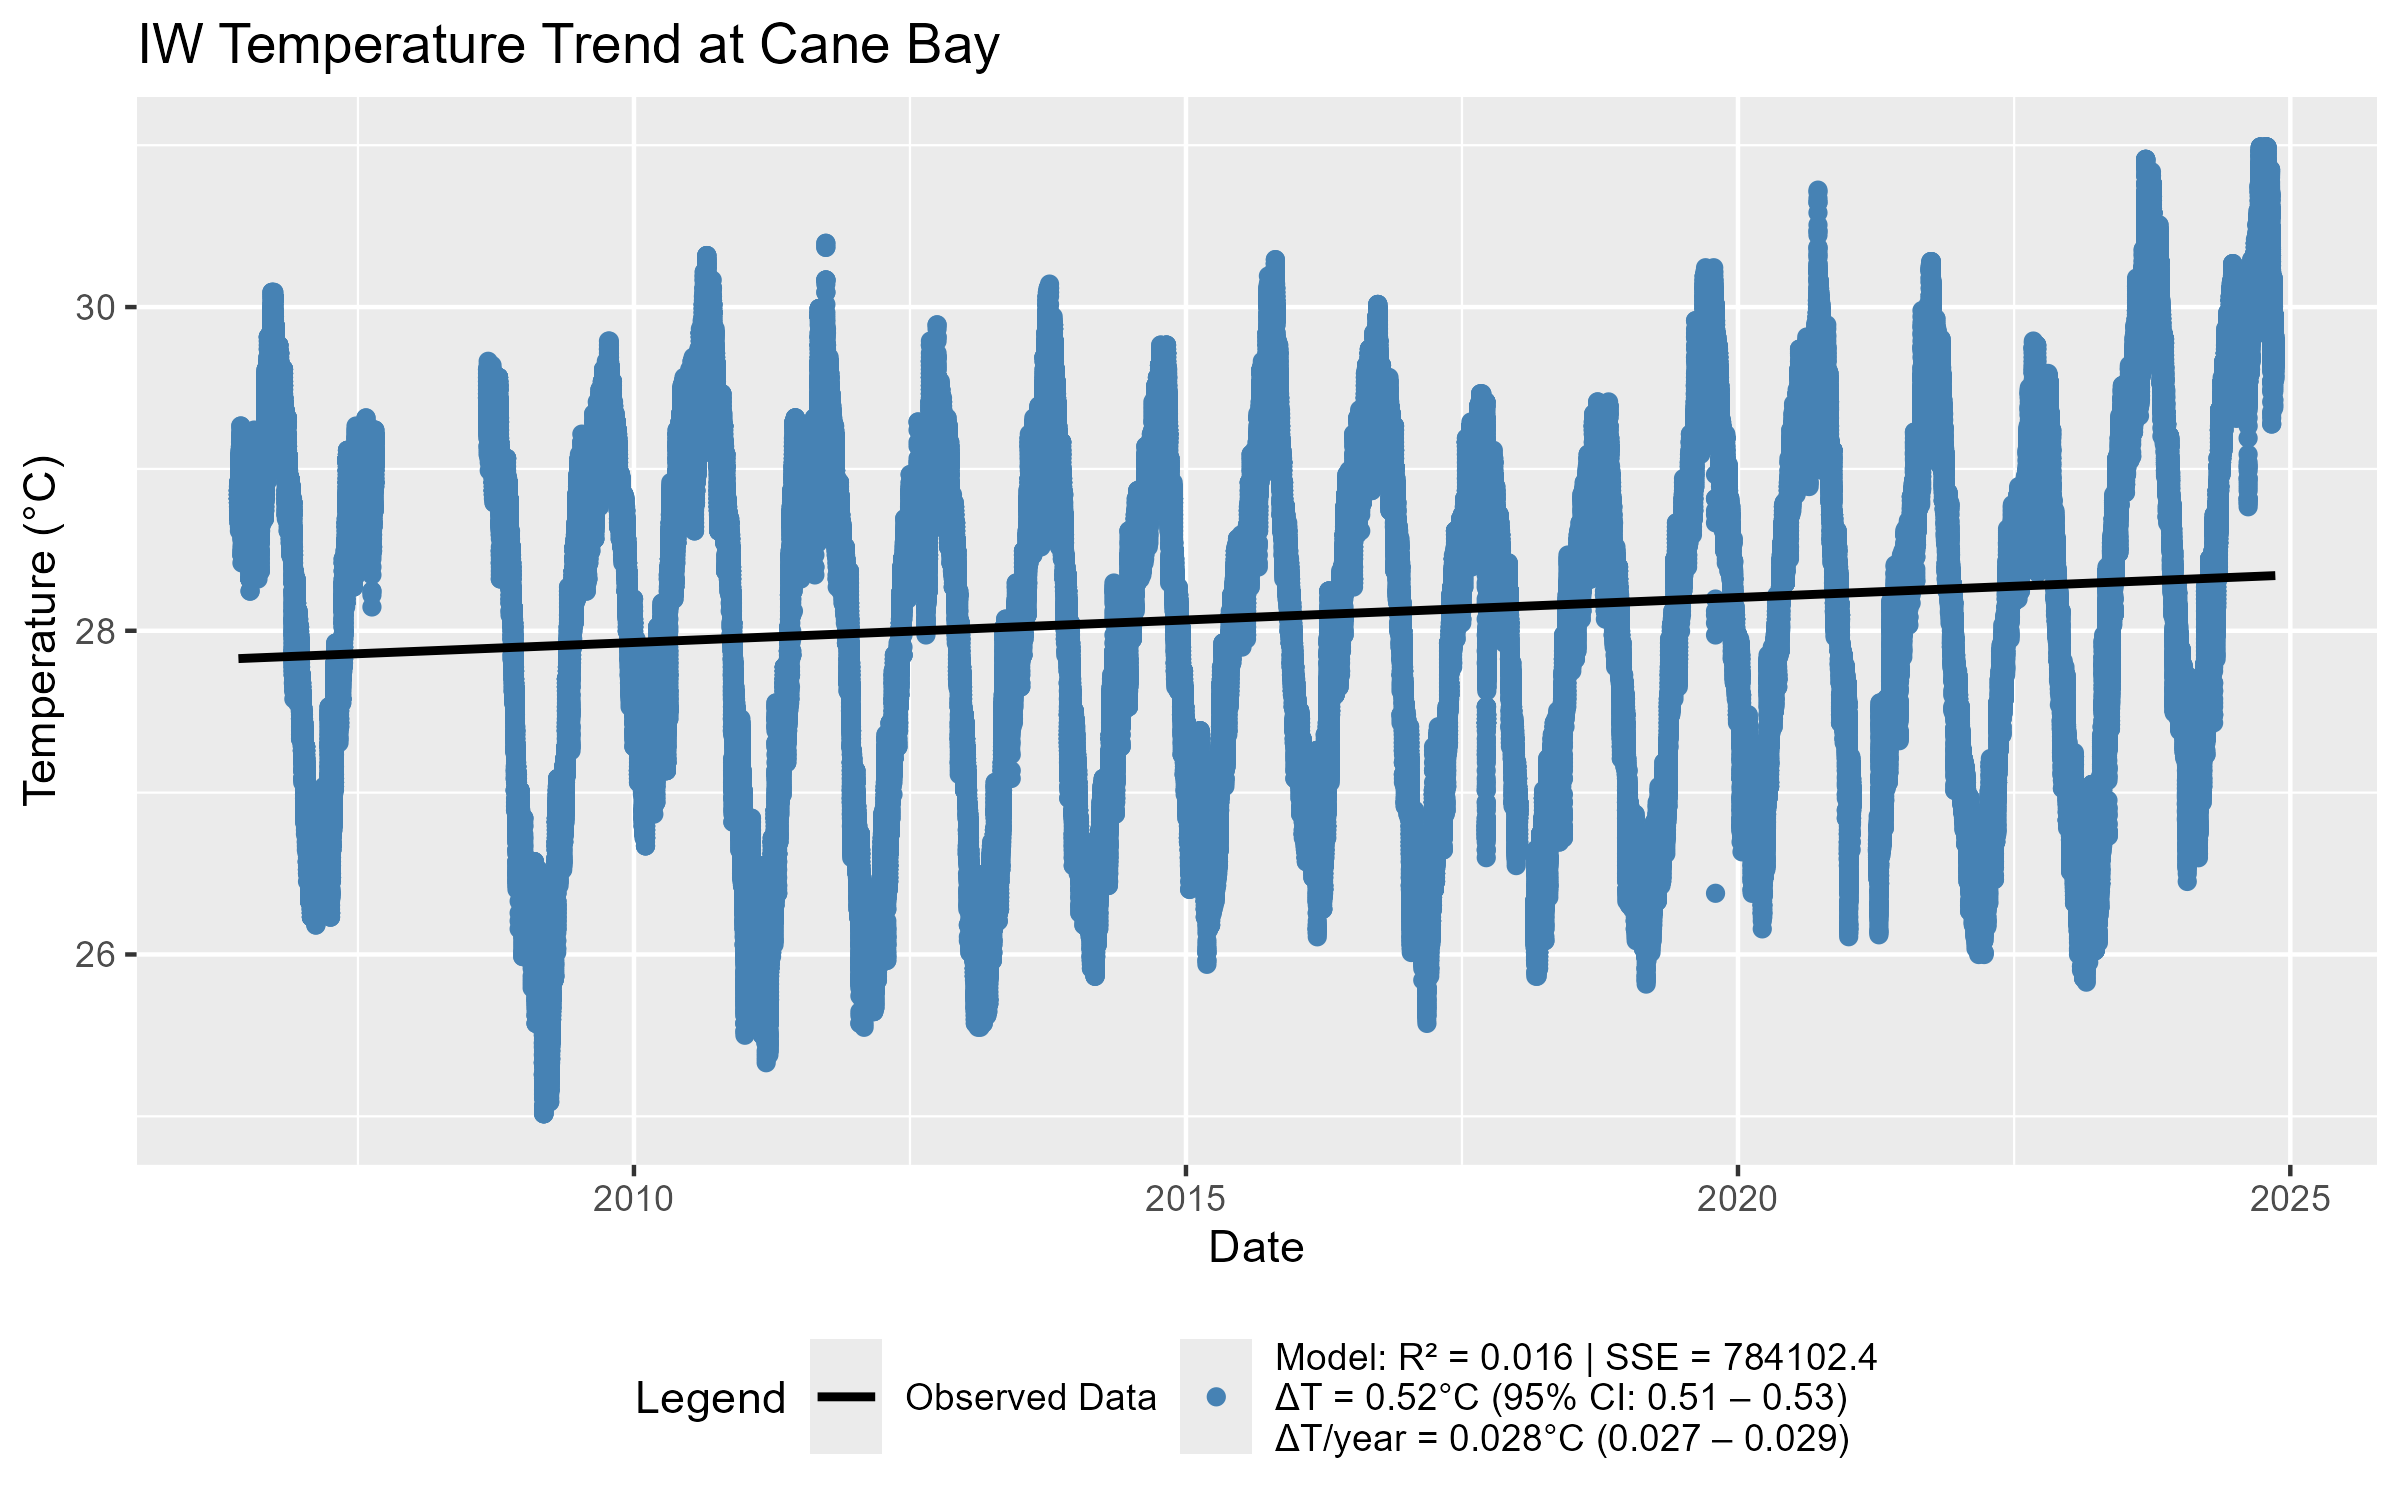 IW Temperature Trend at Cane Bay
Temperature (°C)
30
28
26
2010
2015
2020
2025
Date
Legend
Observed Data
Model: R² = 0.016 | SSE = 784102.4
ΔT = 0.52°C (95% CI: 0.51 – 0.53)
ΔT/year = 0.028°C (0.027 – 0.029)